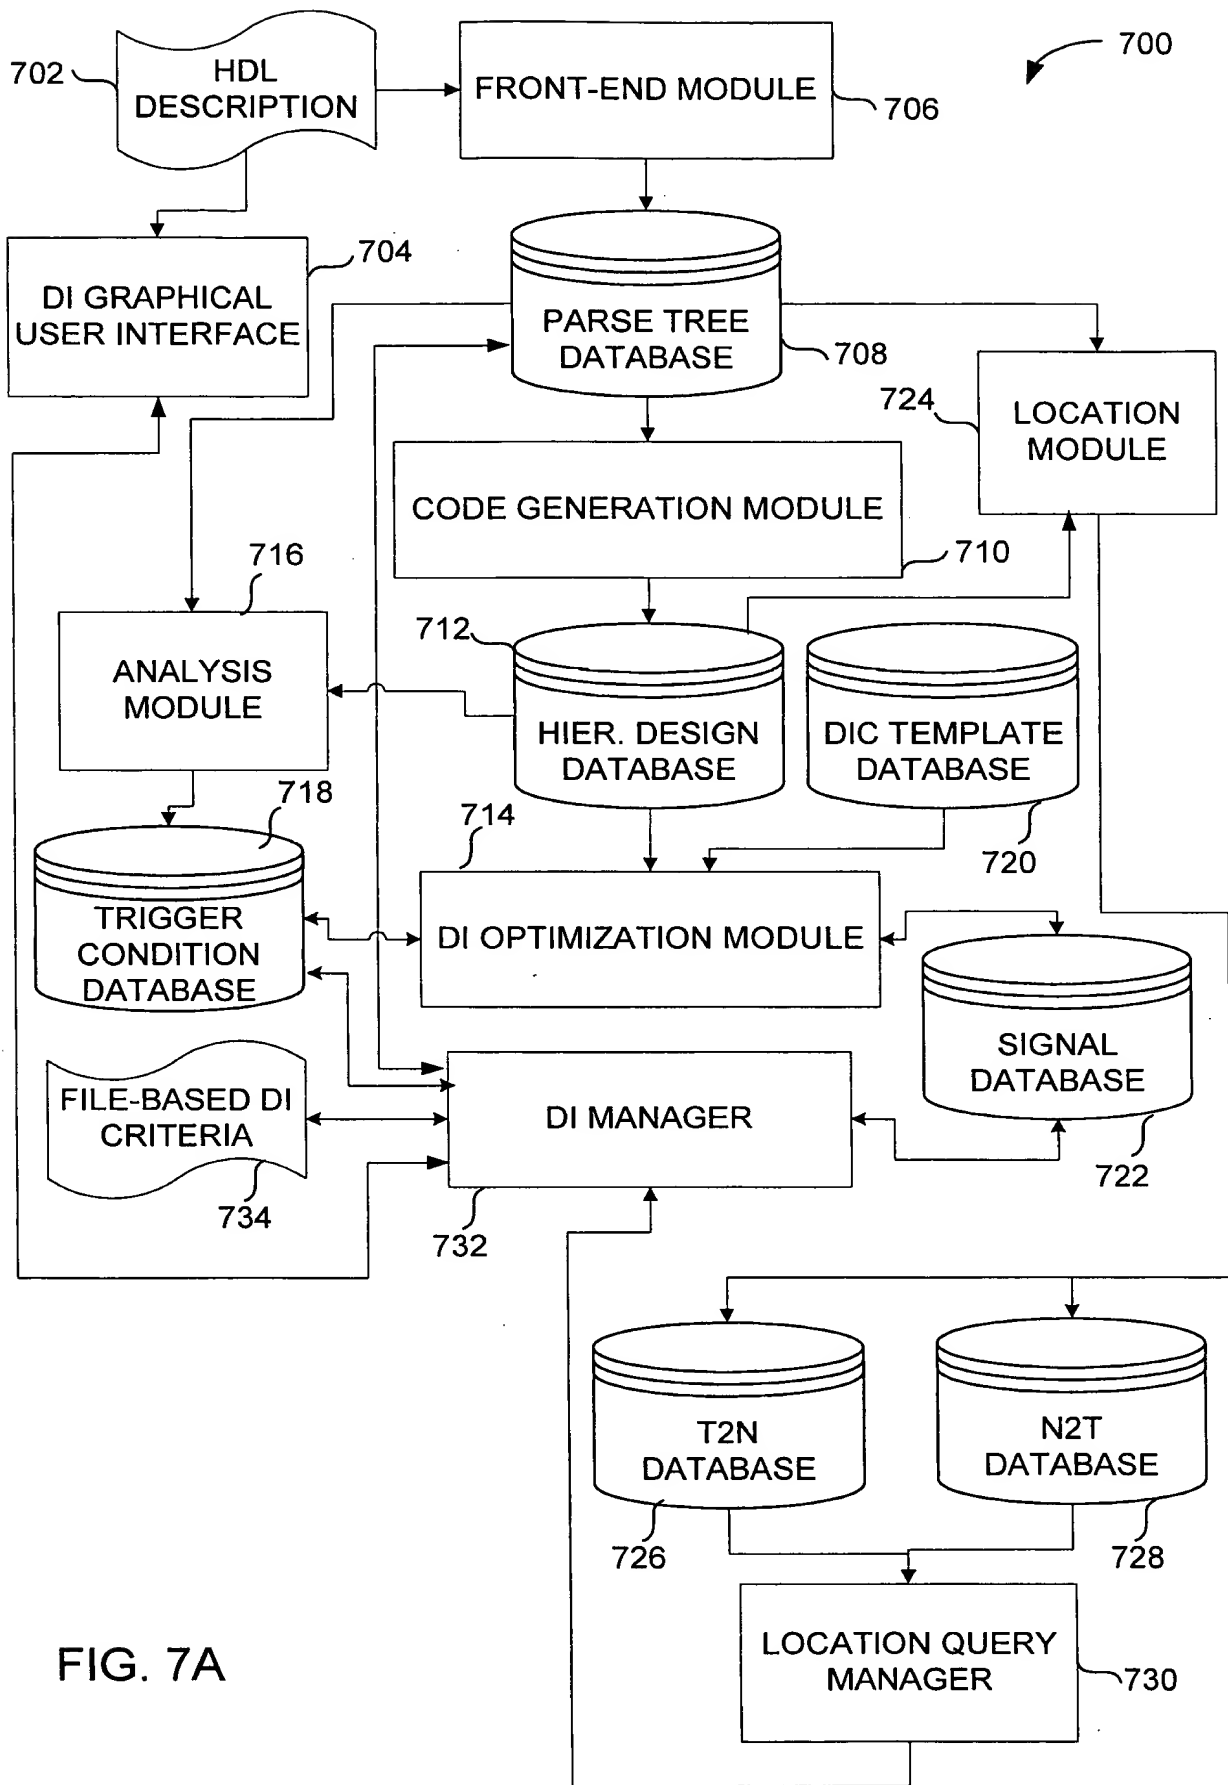 702
HDL
DESCRIPTION
FRONT-END MODULE
706
700
DI GRAPHICAL
USER INTERFACE
704
PARSE TREE
DATABASE
708
724
LOCATION
MODULE
CODE GENERATION MODULE
710
716
ANALYSIS
MODULE
712
HIER. DESIGN
DATABASE
DIC TEMPLATE
DATABASE
720
718
TRIGGER
CONDITION
DATABASE
714
DI OPTIMIZATION MODULE
SIGNAL
DATABASE
722
FILE-BASED DI
CRITERIA
734
DI MANAGER
732
T2N
DATABASE
726
N2T
DATABASE
728
LOCATION QUERY
MANAGER
730
FIG. 7A